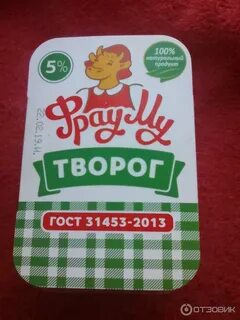 5%
100%
натуральный
продукт
Фрау Му
ТВОРОГ
ГОСТ 31453-2013
ОТЗОВИК